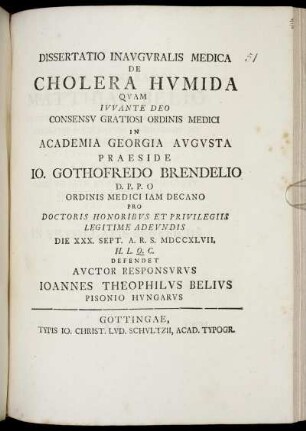 DISSERTATIO INAVGVRALIS MEDICA
51
DE
CHOLERA HVMIDA
QVAM
IVVANTE DEO
CONSENSV GRATIOSI ORDINIS MEDICI
IN
ACADEMIA GEORGIA AVGVSTA
PRAESIDE
IO. GOTHOFREDO BRENDELIO
D. P. P. O
ORDINIS MEDICI IAM DECANO
PRO
DOCTORIS HONORIBVS ET PRIVILEGIIS
LEGITIME ADEVNDIS
DIE XXX. SEPT. A. R. S. MDCCXLVII,
H. L. Q. C.
DEFENDET
AVCTOR RESPONSVRVS
IOANNES THEOPHILVS BELIVS
PISONIO HVNGARVS
GOTTINGAE,
TYPIS IO. CHRIST. LVD. SCHVLTZII, ACAD. TYPOGR.